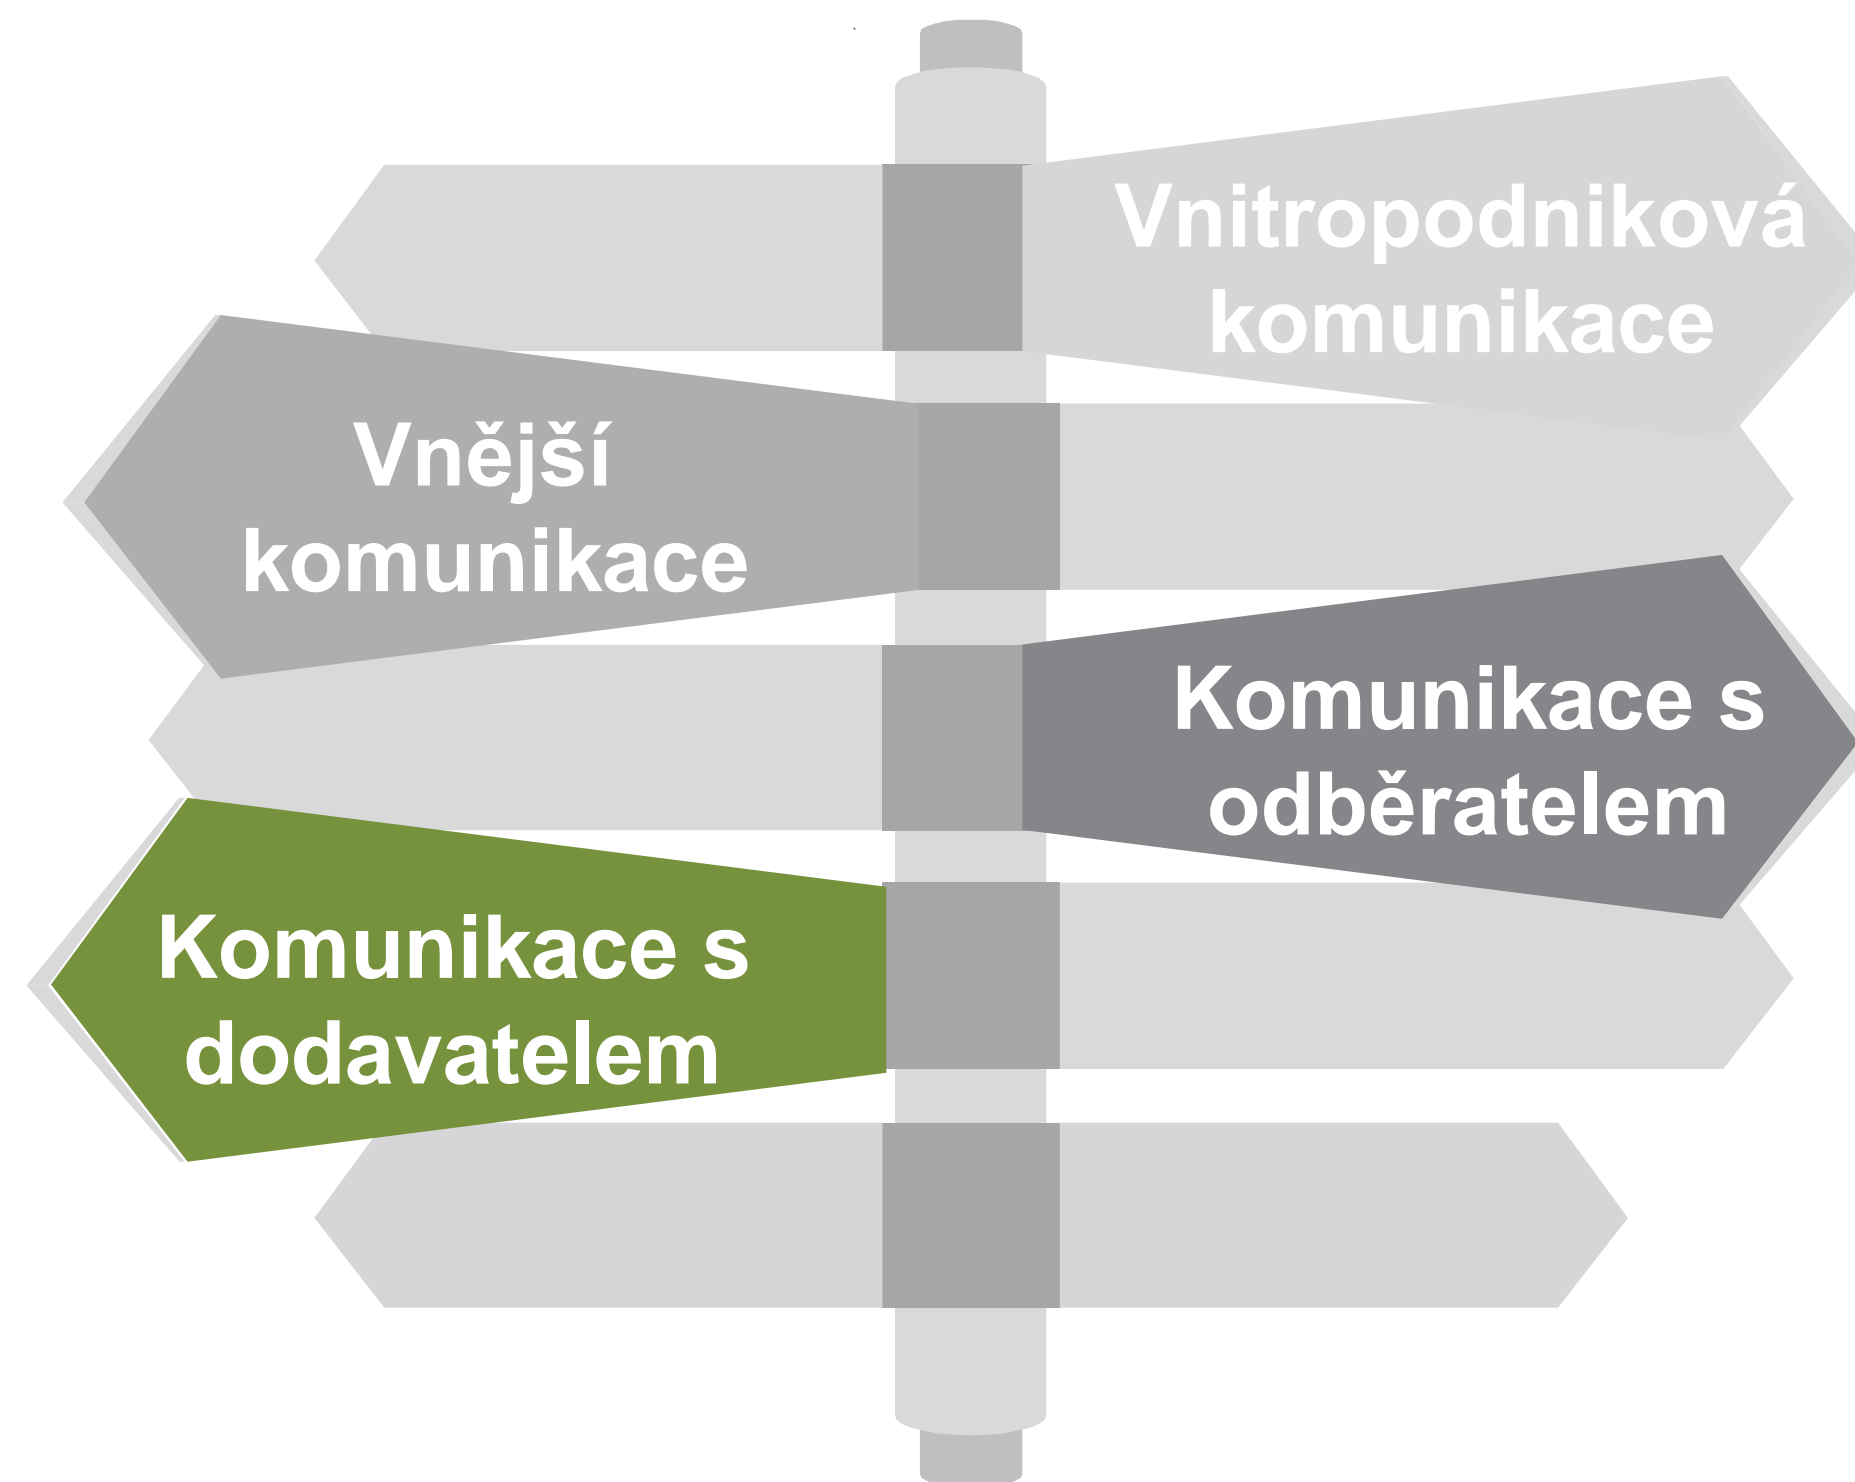 Vnitropodniková
komunikace
Vnější
komunikace
Komunikace s
odběratelem
Komunikace s
dodavatelem